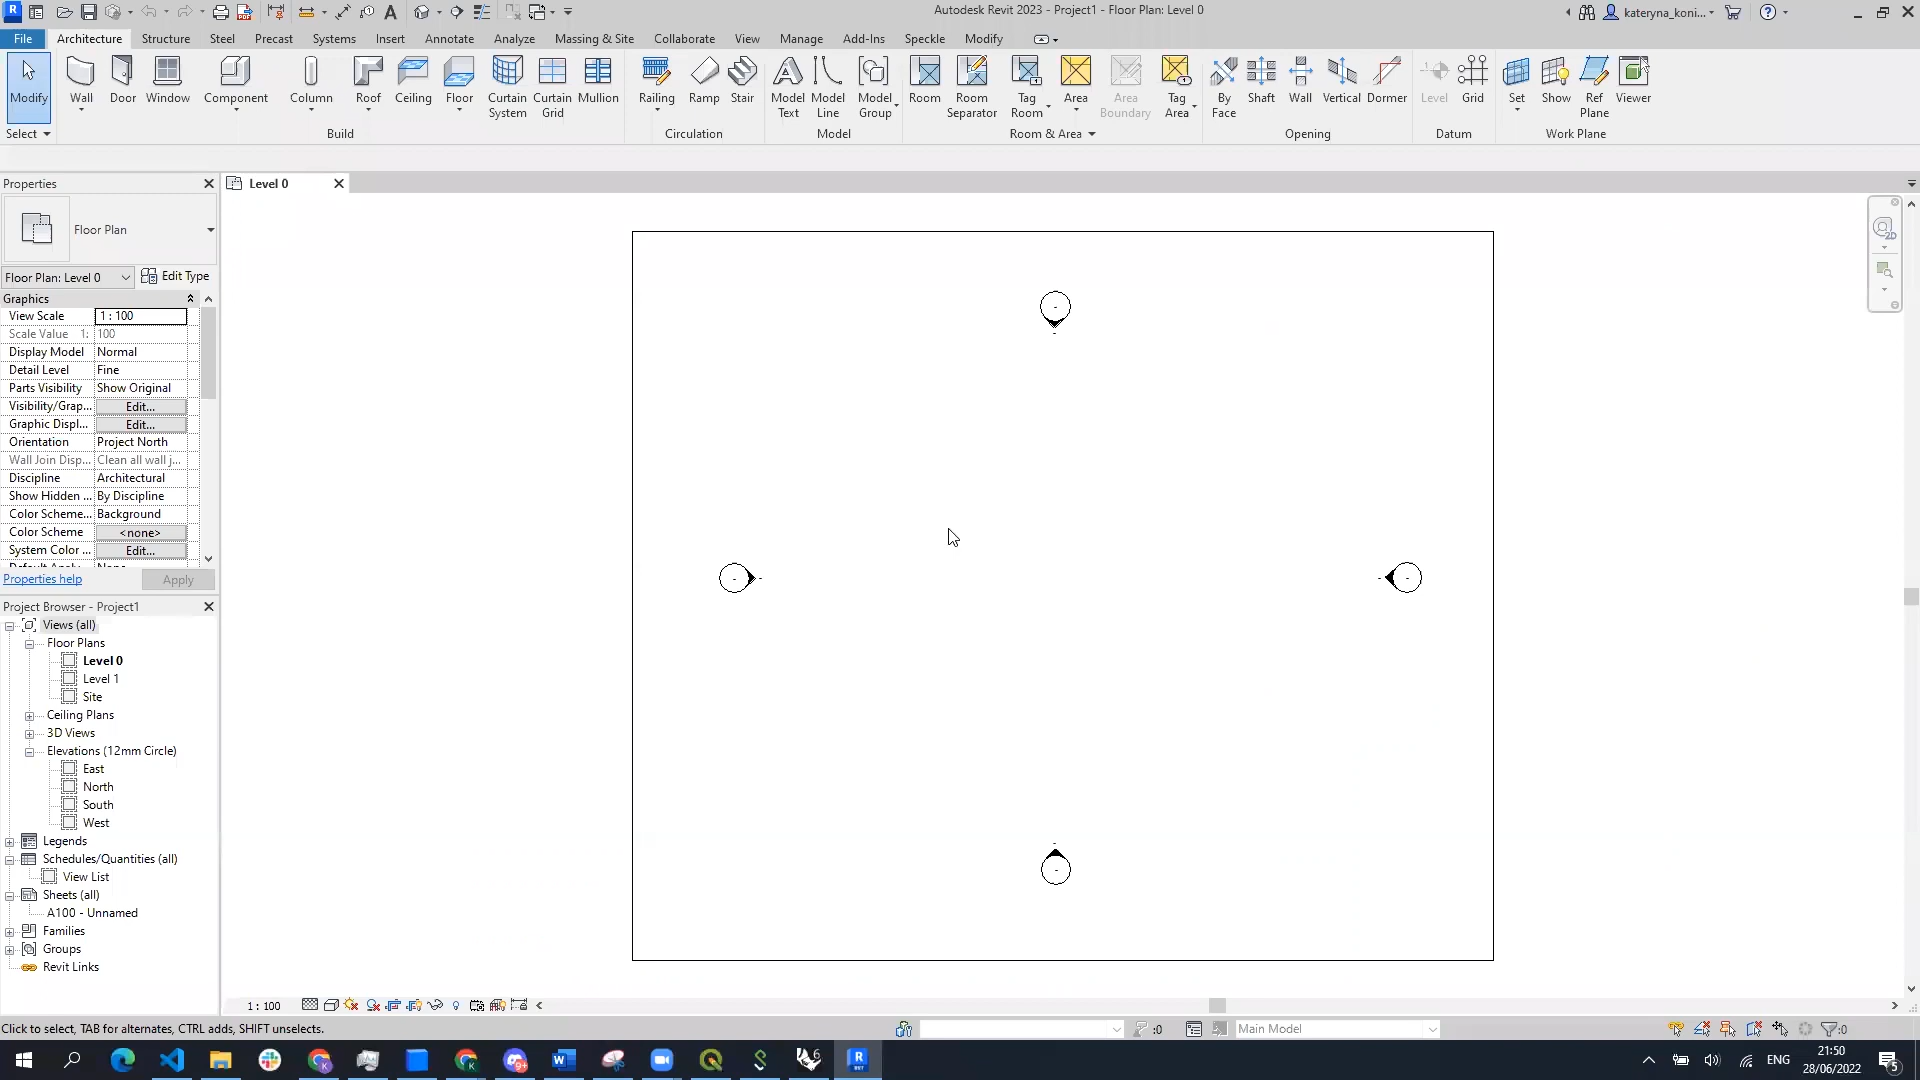 Autodesk Revit 2023 - Project1 - Floor Plan: Level 0
kateryna_koni...
File Architecture Structure Steel Precast Systems Insert Annotate Analyze Massing & Site Collaborate View Manage Add-Ins Speckle Modify
Modify Wall Door Window Component Column Roof Ceiling Floor Curtain System Curtain Grid Mullion Railing Ramp Stair Model Text Model Line Model Group Room Room Separator Tag Room Area Area Boundary Tag Area By Face Shaft Wall Vertical Dormer Level Grid Set Show Ref Plane Viewer
Select Build Circulation Model Room & Area Opening Datum Work Plane
Properties
Level 0
Floor Plan
Floor Plan: Level 0 Edit Type
Graphics
View Scale 1 : 100
Scale Value 1: 100
Display Model Normal
Detail Level Fine
Parts Visibility Show Original
Visibility/Grap... Edit...
Graphic Displ... Edit...
Orientation Project North
Wall Join Disp... Clean all wall j...
Discipline Architectural
Show Hidden ... By Discipline
Color Scheme... Background
Color Scheme <none>
System Color ... Edit...
Properties help Apply
Project Browser - Project1
Views (all)
Floor Plans
Level 0
Level 1
Site
Ceiling Plans
3D Views
Elevations (12mm Circle)
East
North
South
West
Legends
Schedules/Quantities (all)
View List
Sheets (all)
A100 - Unnamed
Families
Groups
Revit Links
1 : 100
Click to select, TAB for alternates, CTRL adds, SHIFT unselects.
:0
Main Model
:0
ENG
21:50
28/06/2022
5